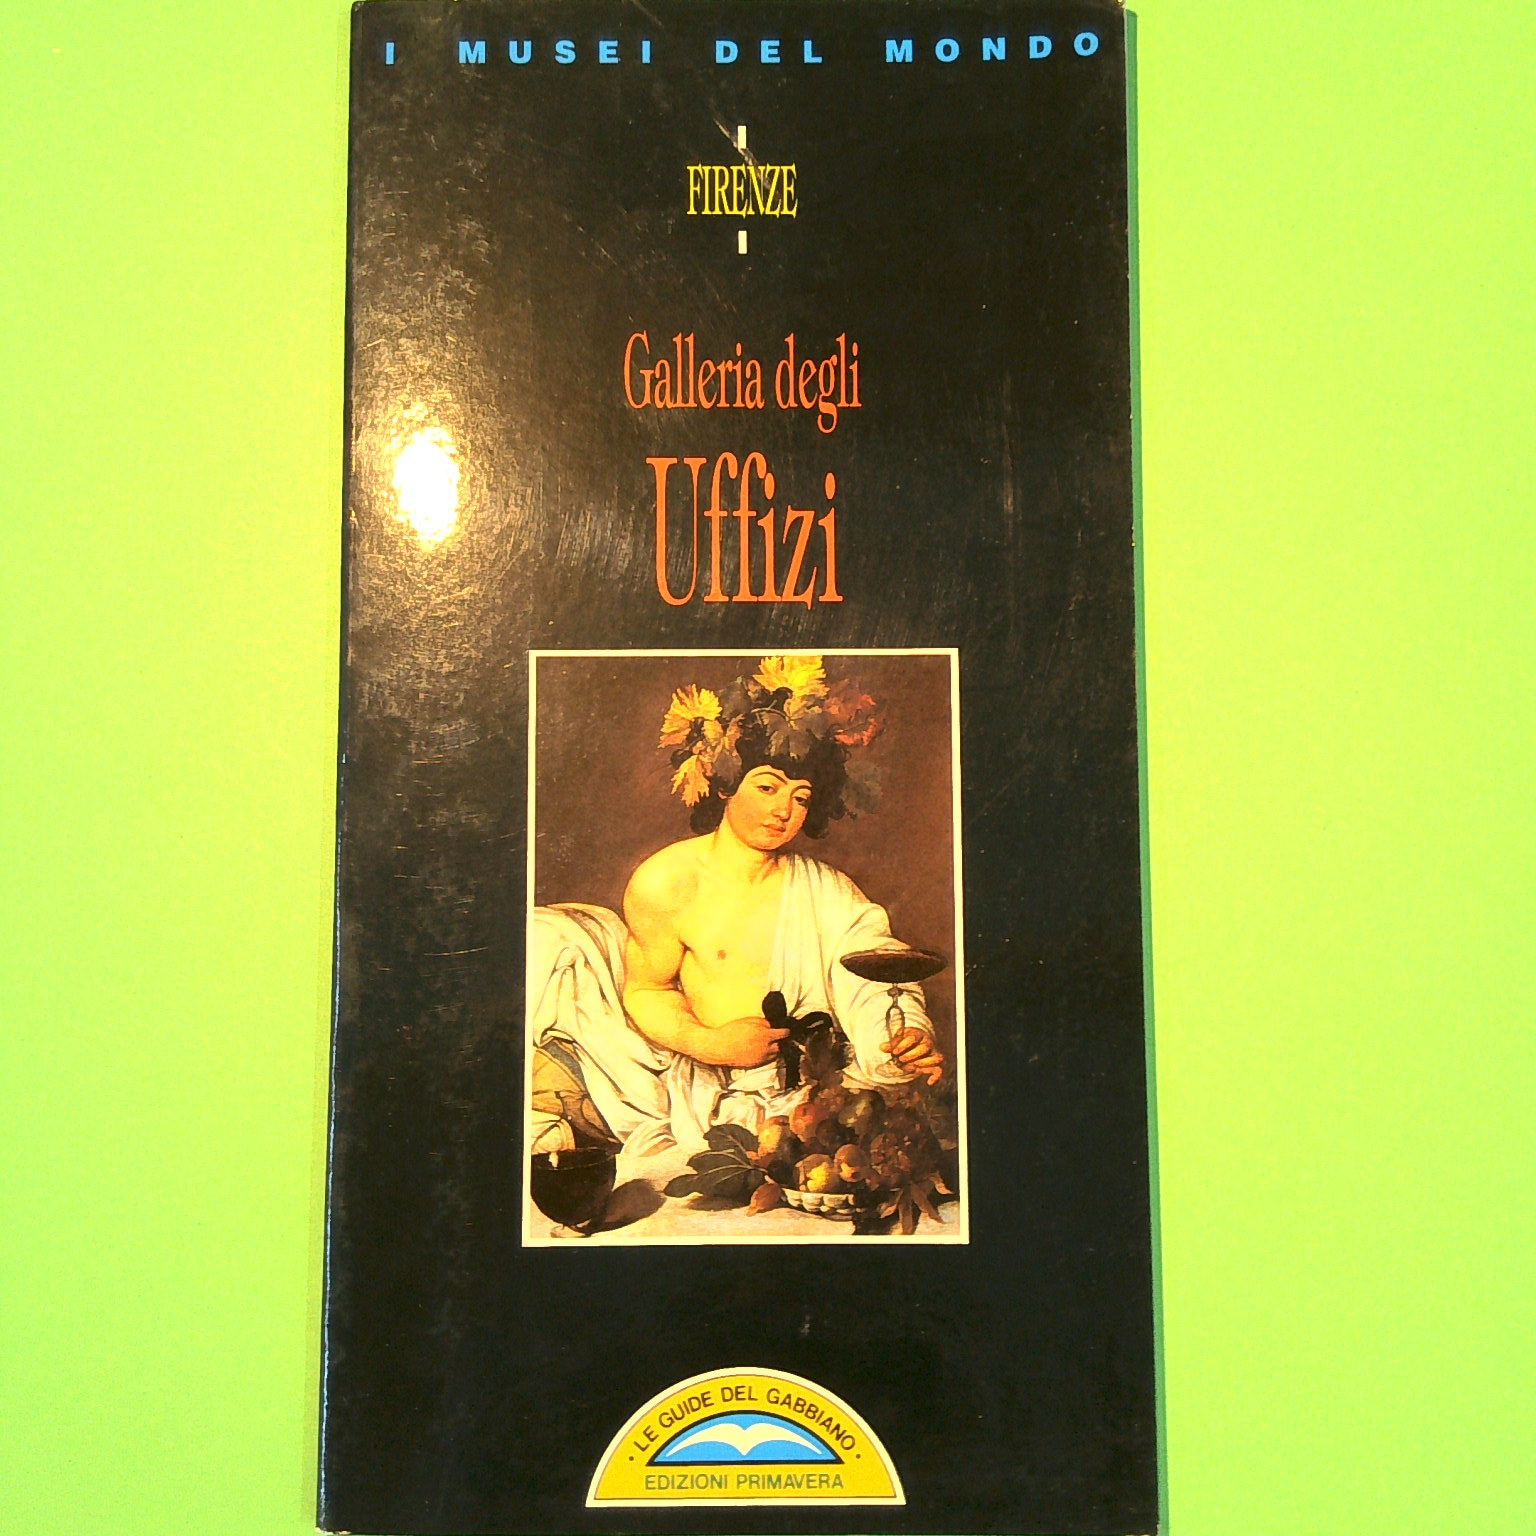 I MUSEI DEL MONDO
FIRENZE
Galleria degli
Uffizi
· LE GUIDE DEL GABBIANO ·
EDIZIONI PRIMAVERA